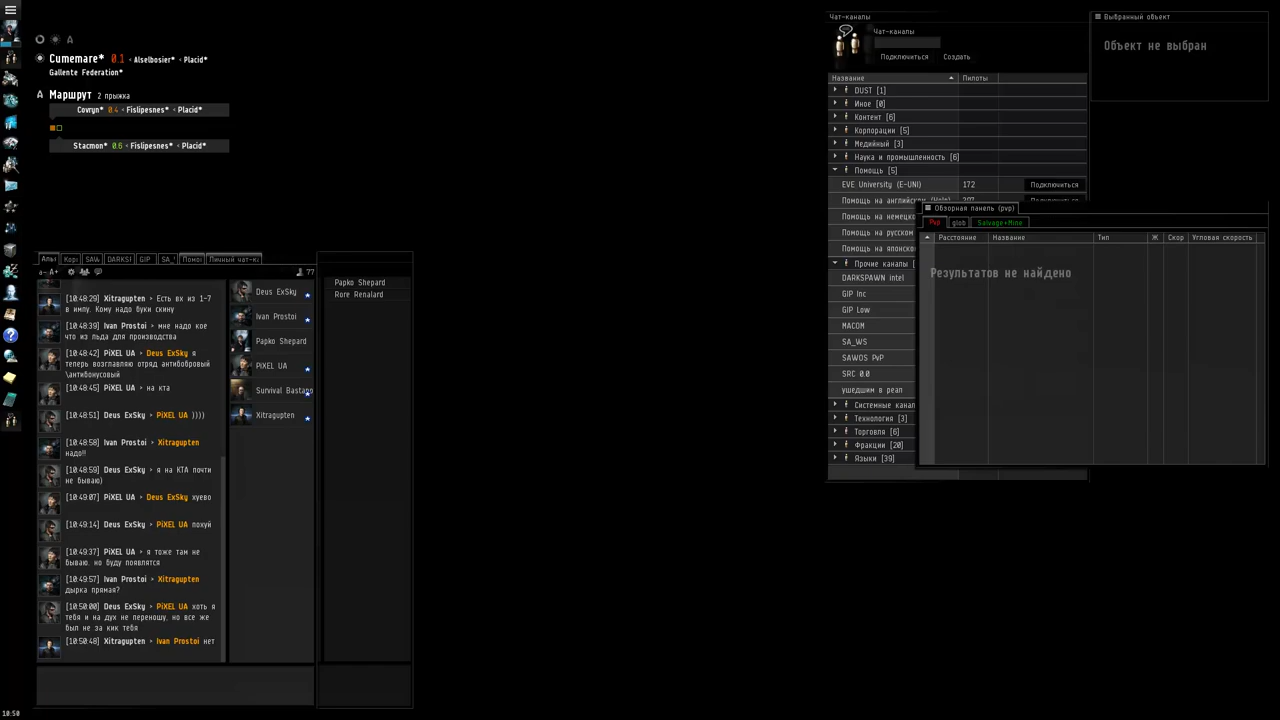 Cumemare* 0.1 < Alselbosier* < Placid*
Gallente Federation*
Маршрут 2 прыжка
Covryn* 0.4 < Fislipesnes* < Placid*
Stacmon* 0.6 < Fislipesnes* < Placid*
Чат-каналы
Чат-каналы
Подключиться Создать
Название Пилоты
DUST [1]
Иное [0]
Контент [6]
Корпорации [5]
Медийный [3]
Наука и промышленность [6]
Помощь [5]
EVE University (E-UNI) 172 Подключиться
Помощь на английском (Help)
Помощь на немецко
Помощь на русском
Помощь на японско
Прочие каналы [
DARKSPAWN intel
GIP Inc
GIP Low
MACOM
SA_WS
SAWOS PvP
SRC 0.0
ушедшим в реал
Системные канал
Технология [3]
Торговля [6]
Фракции [20]
Языки [39]
Выбранный объект
Объект не выбран
Обзорная панель (pvp)
Pvp glob Salvage+Mine
Расстояние Название Тип Ж Скор Угловая скорость
Результатов не найдено
Алья Корп SAW DARKSI GIP SA_' Помо Личный чат-к
77
[10:48:29] Xitragupten > Есть вх из 1-7
в импу. Кому надо буки скину
[10:48:39] Ivan Prostoi > мне надо кое
что из льда для производства
[10:48:42] PiXEL UA > Deus ExSky я
теперь возглавляю отряд антибобровый
\антибонусовый
[10:48:45] PiXEL UA > на кта
[10:48:51] Deus ExSky > PiXEL UA ))))
[10:48:58] Ivan Prostoi > Xitragupten
надо!!
[10:48:59] Deus ExSky > я на КТА почти
не бываю)
[10:49:07] PiXEL UA > Deus ExSky хуево
[10:49:14] Deus ExSky > PiXEL UA похуй
[10:49:37] PiXEL UA > я тоже там не
бываю. но буду появлятся
[10:49:57] Ivan Prostoi > Xitragupten
дырка прямая?
[10:50:00] Deus ExSky > PiXEL UA хоть я
тебя и на дух не переношу, но все же
был не за кик тебя
[10:50:48] Xitragupten > Ivan Prostoi нет
Deus ExSky
Ivan Prostoi
Papko Shepard
PiXEL UA
Survival Bastard
Xitragupten
Papko Shepard
Rore Renalard
10:50